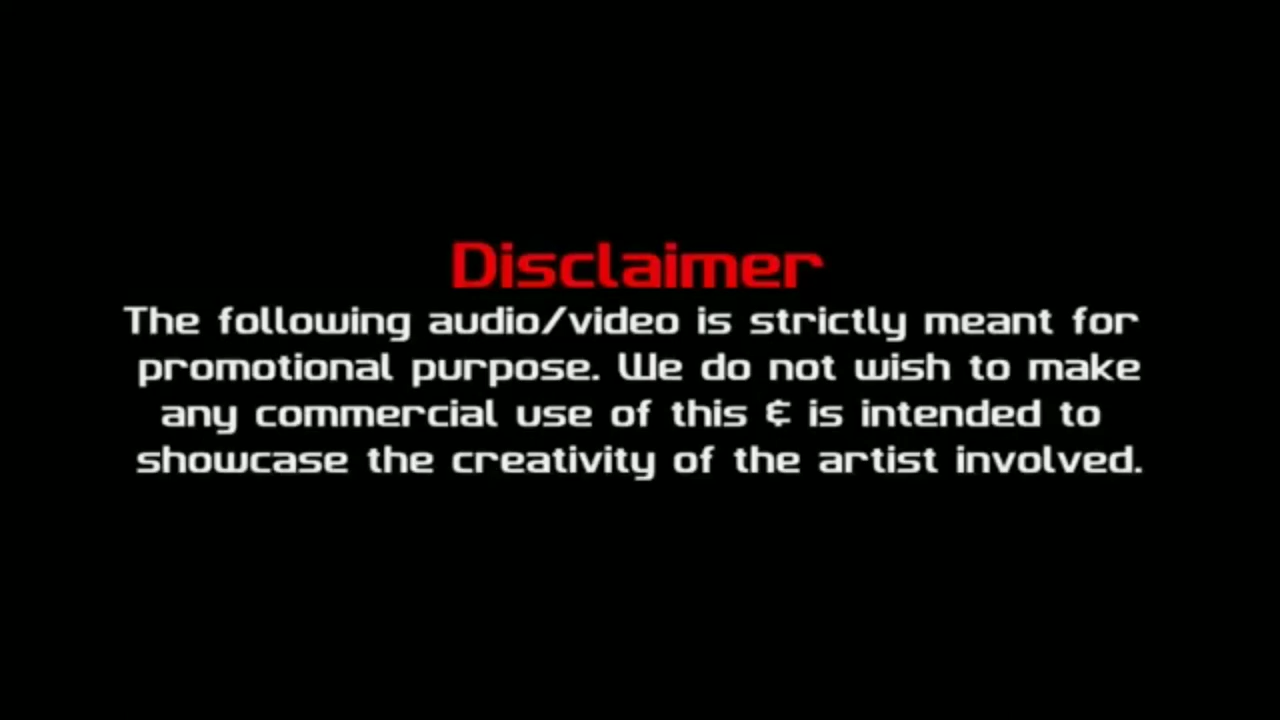 Disclaimer
The following audio/video is strictly meant for
promotional purpose. We do not wish to make
any commercial use of this & is intended to
showcase the creativity of the artist involved.